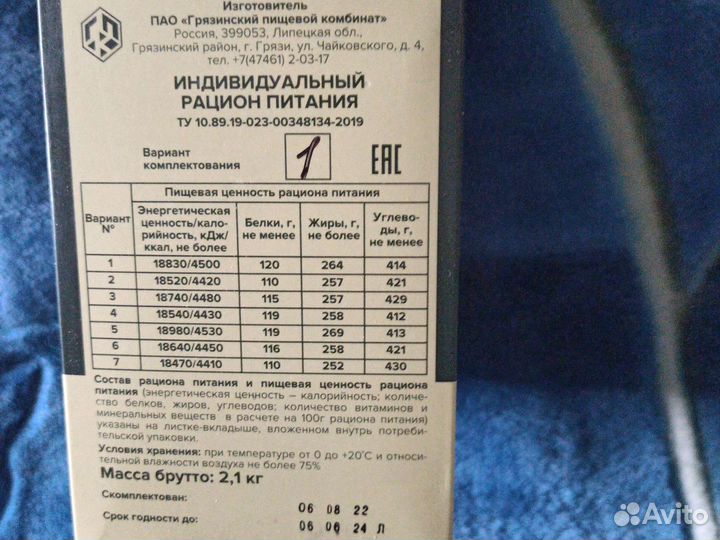 Изготовитель
ПАО «Грязинский пищевой комбинат»
Россия, 399053, Липецкая обл.,
Грязинский район, г. Грязи, ул. Чайковского, д. 4,
тел. +7(47461) 2-03-17
ИНДИВИДУАЛЬНЫЙ
РАЦИОН ПИТАНИЯ
ТУ 10.89.19-023-00348134-2019
Вариант
комплектования
1
ЕАС
Пищевая ценность рациона питания
Вариант №
Энергетическая ценность/кало-рийность, кДж/ккал, не более
Белки, г, не менее
Жиры, г, не более
Углево-ды, г, не менее
1 18830/4500 120 264 414
2 18520/4420 110 257 421
3 18740/4480 115 257 429
4 18540/4430 119 258 412
5 18980/4530 119 269 413
6 18640/4450 116 258 421
7 18470/4410 110 252 430
Состав рациона питания и пищевая ценность рациона
питания (энергетическая ценность – калорийность; количе-
ство белков, жиров, углеводов; количество витаминов и
минеральных веществ в расчете на 100г рациона питания)
указаны на листке-вкладыше, вложенном внутрь потреби-
тельской упаковки.
Условия хранения: при температуре от 0 до +20°С и относи-
тельной влажности воздуха не более 75%
Масса брутто: 2,1 кг
Скомплектован: 06 08 22
Срок годности до: 06 06 24 Л
Avito